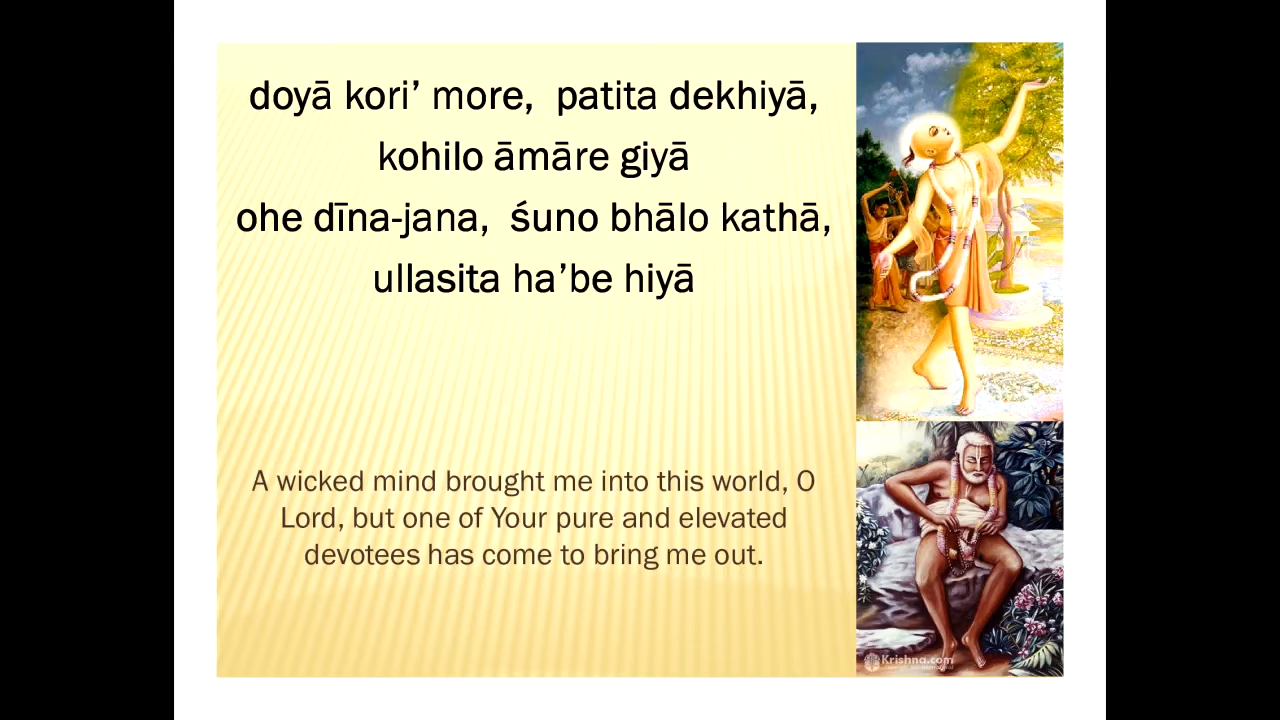 doyā kori’ more,  patita dekhiyā,
kohilo āmāre giyā
ohe dīna-jana,  śuno bhālo kathā,
ullasita ha’be hiyā
A wicked mind brought me into this world, O
Lord, but one of Your pure and elevated
devotees has come to bring me out.
Krishna.com